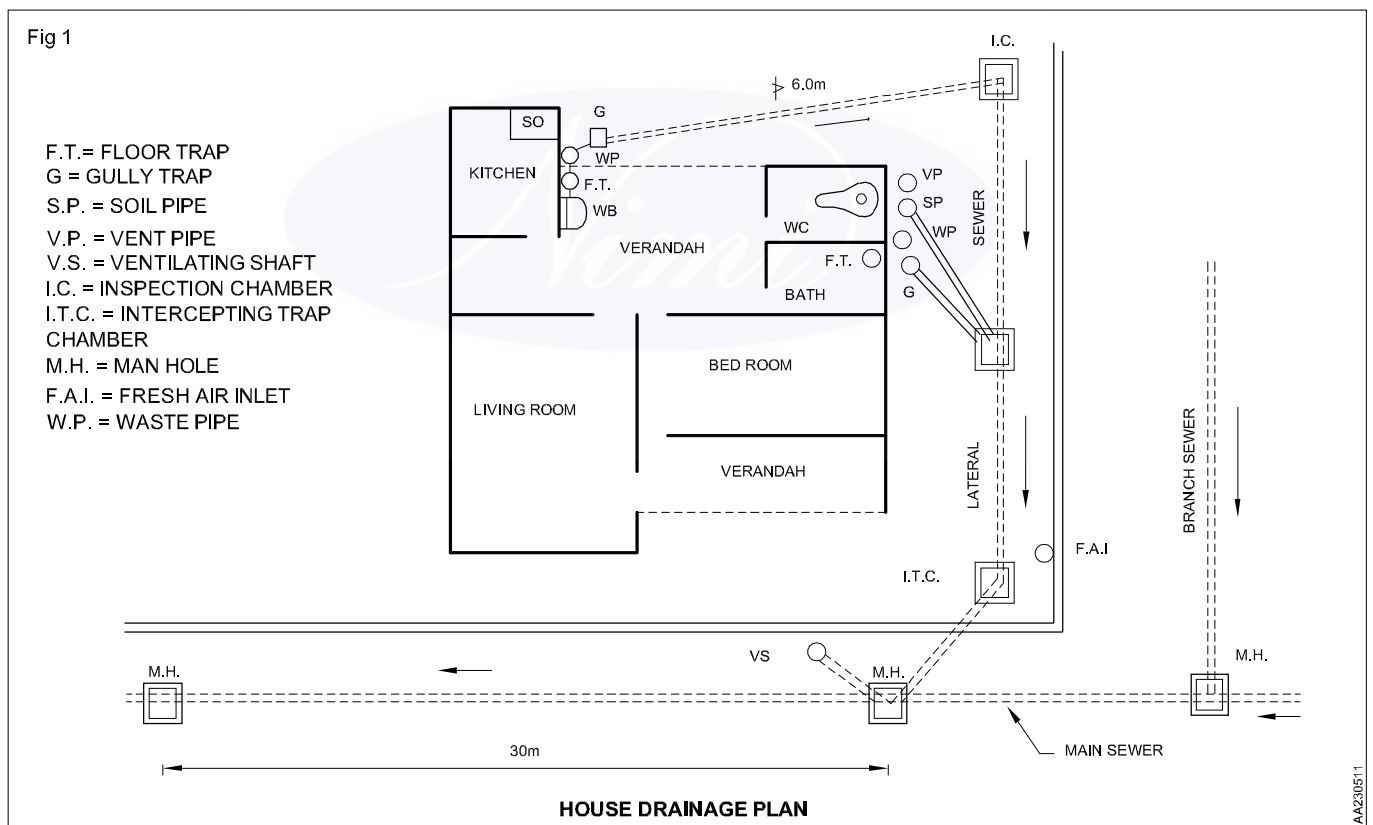 Fig 1
F.T.= FLOOR TRAP
G = GULLY TRAP
S.P. = SOIL PIPE
V.P. = VENT PIPE
V.S. = VENTILATING SHAFT
I.C. = INSPECTION CHAMBER
I.T.C. = INTERCEPTING TRAP
CHAMBER
M.H. = MAN HOLE
F.A.I. = FRESH AIR INLET
W.P. = WASTE PIPE
I.C.
6.0m
SO
G
WP
KITCHEN
F.T.
WB
VERANDAH
WC
VP
SP
WP
F.T.
G
BATH
SEWER
BED ROOM
LIVING ROOM
VERANDAH
LATERAL
BRANCH SEWER
F.A.I
I.T.C.
VS
M.H.
M.H.
M.H.
MAIN SEWER
30m
HOUSE DRAINAGE PLAN
AA230511
Nimi